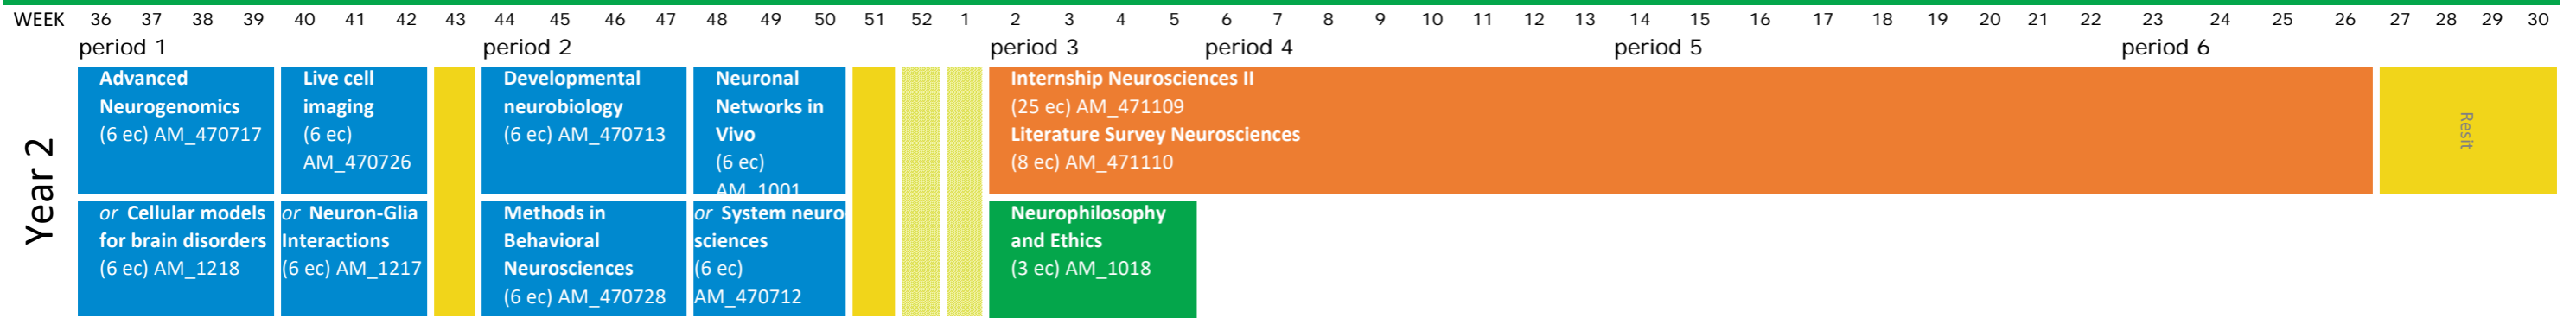 WEEK 36 37 38 39 40 41 42 43 44 45 46 47 48 49 50 51 52 1 2 3 4 5 6 7 8 9 10 11 12 13 14 15 16 17 18 19 20 21 22 23 24 25 26 27 28 29 30
period 1 period 2 period 3 period 4 period 5 period 6
Year 2
Advanced
Neurogenomics
(6 ec) AM_470717
Live cell
imaging
(6 ec)
AM_470726
Developmental
neurobiology
(6 ec) AM_470713
Neuronal
Networks in
Vivo
(6 ec)
AM_1001
Internship Neurosciences II
(25 ec) AM_471109
Literature Survey Neurosciences
(8 ec) AM_471110
Resit
or Cellular models
for brain disorders
(6 ec) AM_1218
or Neuron-Glia
Interactions
(6 ec) AM_1217
Methods in
Behavioral
Neurosciences
(6 ec) AM_470728
or System neuro-
sciences
(6 ec)
AM_470712
Neurophilosophy
and Ethics
(3 ec) AM_1018